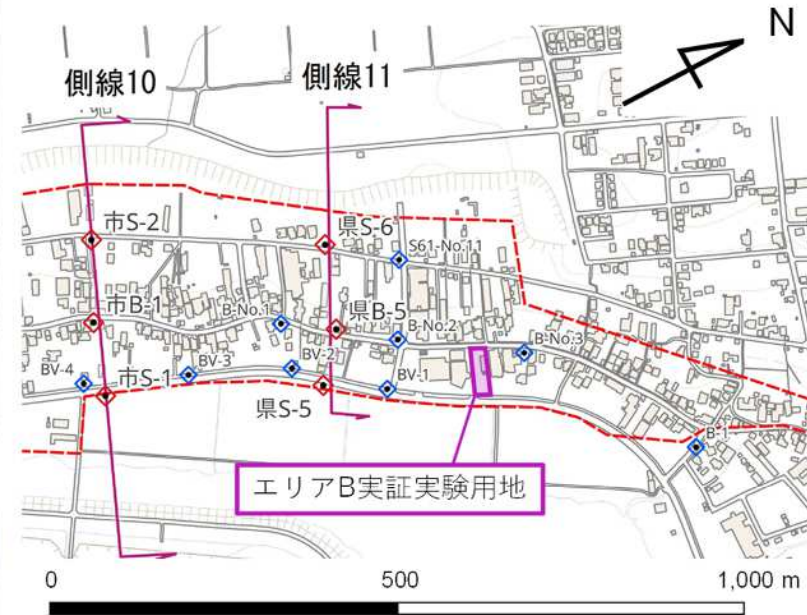 N
側線10
側線11
市S-2
県S-6
S61-No.11
市B-1
B-No.1
県B-5
B-No.2
B-No.3
BV-4
BV-3
BV-2
BV-1
市S-1
県S-5
B-1
エリアB実証実験用地
0 500 1,000 m